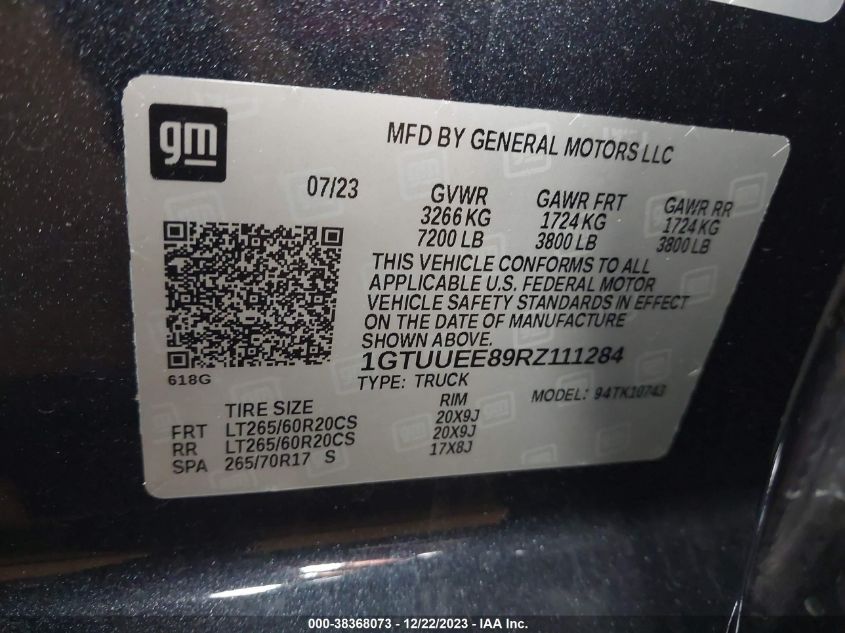 gm
MFD BY GENERAL MOTORS LLC
07/23
GVWR
3266 KG
7200 LB
GAWR FRT
1724 KG
3800 LB
GAWR RR
1724 KG
3800 LB
THIS VEHICLE CONFORMS TO ALL
APPLICABLE U.S. FEDERAL MOTOR
VEHICLE SAFETY STANDARDS IN EFFECT
ON THE DATE OF MANUFACTURE
SHOWN ABOVE.
1GTUUEE89RZ111284
618G
TYPE: TRUCK
MODEL: 94TK10743
TIRE SIZE RIM
FRT LT265/60R20CS 20X9J
RR LT265/60R20CS 20X9J
SPA 265/70R17 S 17X8J
000-38368073 - 12/22/2023 - IAA Inc.